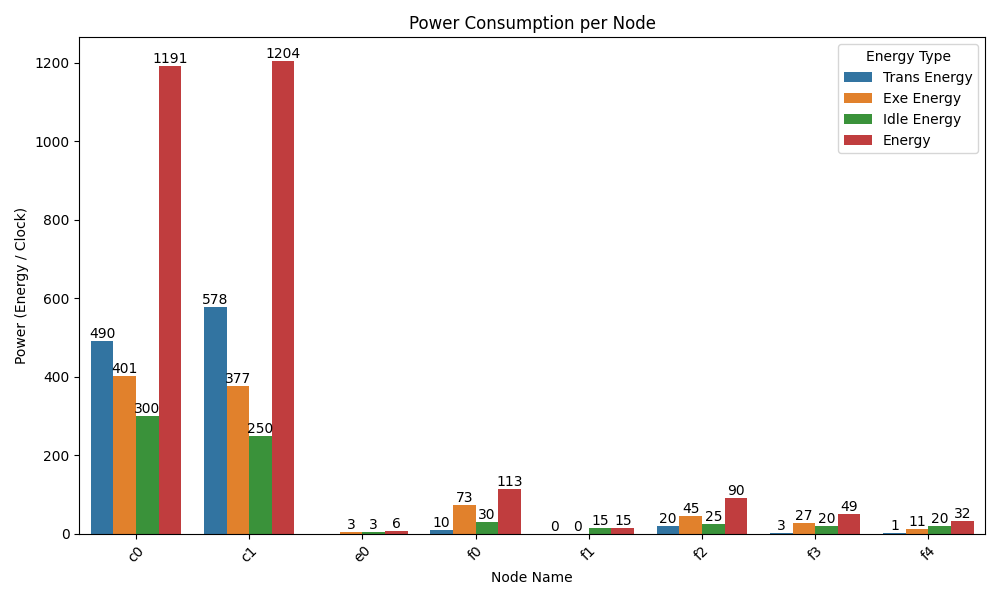 Power Consumption per Node
Power (Energy / Clock)
1200
1000
800
600
400
200
0
Energy Type
Trans Energy
Exe Energy
Idle Energy
Energy
490
401
300
1191
578
377
250
1204
3
3
6
10
73
30
113
0
0
15
15
20
45
25
90
3
27
20
49
1
11
20
32
c0
c1
e0
f0
f1
f2
f3
f4
Node Name